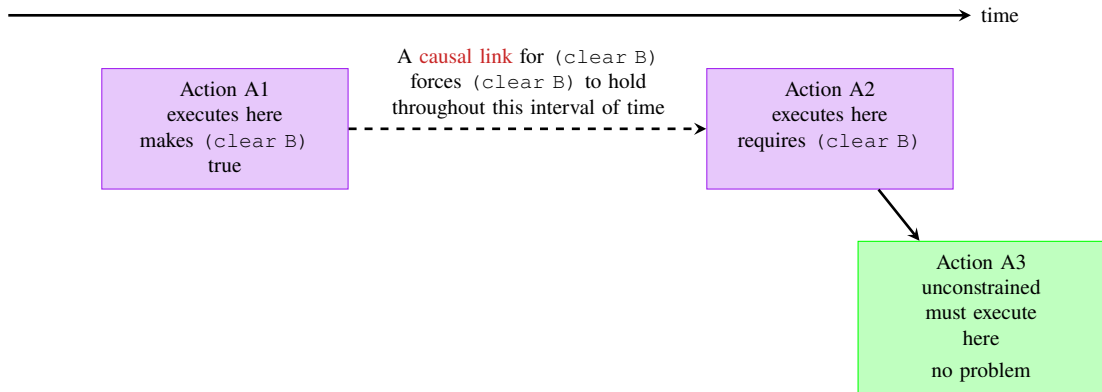 time
A causal link for (clear B)
forces (clear B) to hold
throughout this interval of time
Action A1
executes here
makes (clear B)
true
Action A2
executes here
requires (clear B)
Action A3
unconstrained
must execute
here
no problem